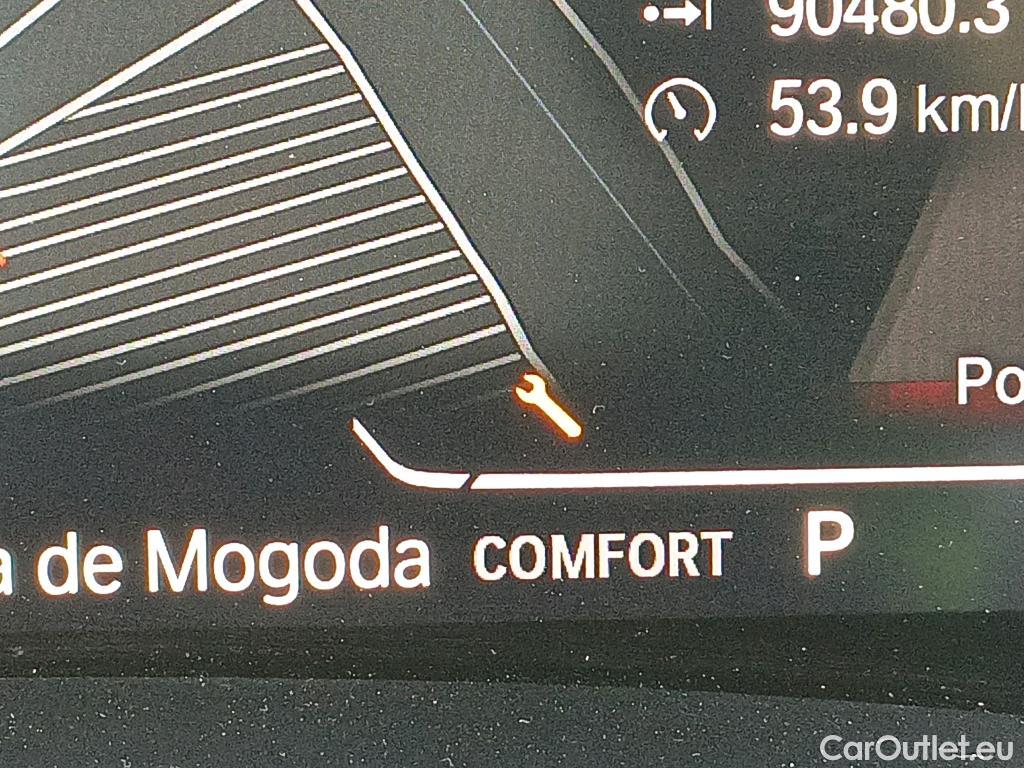 90480.3
53.9 km/
Po
de Mogoda COMFORT P
CarOutlet.eu